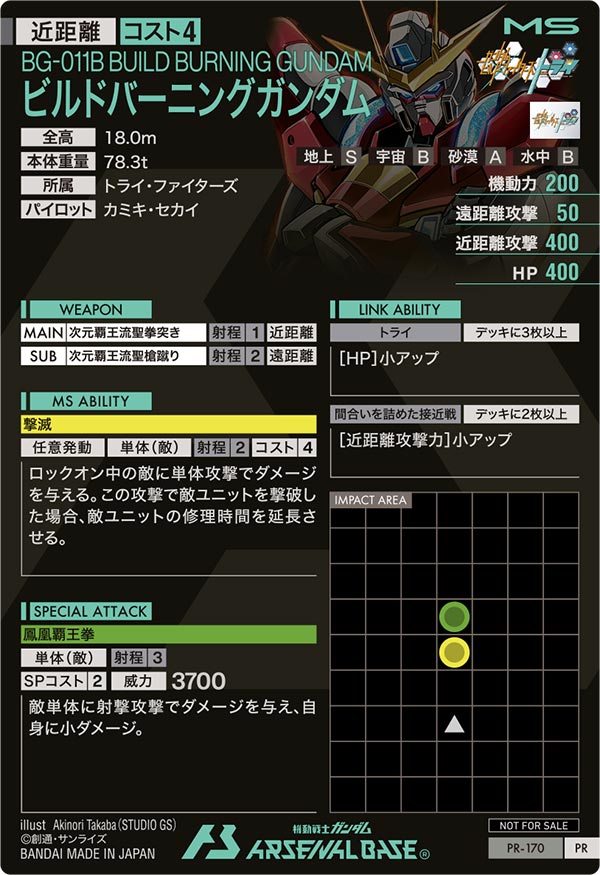 近距離 コスト4
MS
BG-011B BUILD BURNING GUNDAM
ビルドバーニングガンダム
全高 18.0m
本体重量 78.3t
所属 トライ・ファイターズ
パイロット カミキ・セカイ
地上 S 宇宙 B 砂漠 A 水中 B
機動力 200
遠距離攻撃 50
近距離攻撃 400
HP 400
WEAPON
MAIN 次元覇王流聖拳突き 射程 1 近距離
SUB 次元覇王流聖槍蹴り 射程 2 遠距離
MS ABILITY
撃滅
任意発動 単体(敵) 射程 2 コスト 4
ロックオン中の敵に単体攻撃でダメージ
を与える。この攻撃で敵ユニットを撃破し
た場合、敵ユニットの修理時間を延長さ
せる。
SPECIAL ATTACK
鳳凰覇王拳
単体(敵) 射程 3
SPコスト 2 威力 3700
敵単体に射撃攻撃でダメージを与え、自
身に小ダメージ。
LINK ABILITY
トライ デッキに3枚以上
[HP]小アップ
間合いを詰めた接近戦 デッキに2枚以上
[近距離攻撃力]小アップ
IMPACT AREA
illust Akinori Takaba(STUDIO GS)
©創通・サンライズ
BANDAI MADE IN JAPAN
機動戦士ガンダム
ARSENAL BASE®
NOT FOR SALE
PR-170 PR